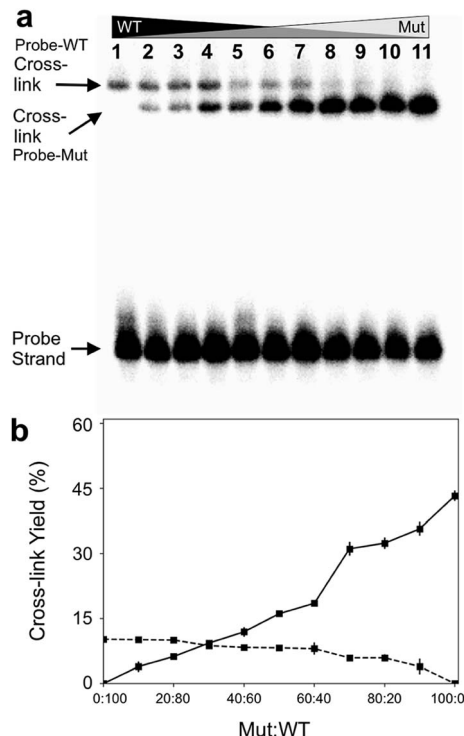 a
WT Mut
Probe-WT
1 2 3 4 5 6 7 8 9 10 11
Cross-
link
Cross-
link
Probe-Mut
Probe
Strand
b
60
45
30
15
0
Cross-link Yield (%)
0:100 20:80 40:60 60:40 80:20 100:0
Mut:WT